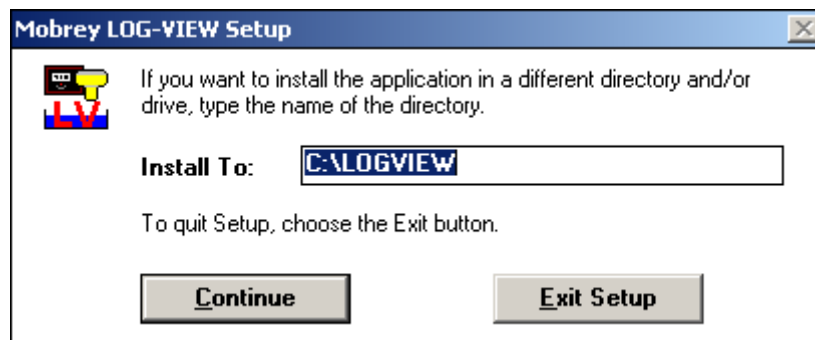 Mobrey LOG-VIEW Setup
If you want to install the application in a different directory and/or
drive, type the name of the directory.
Install To: C:\LOGVIEW
To quit Setup, choose the Exit button.
Continue Exit Setup
LV